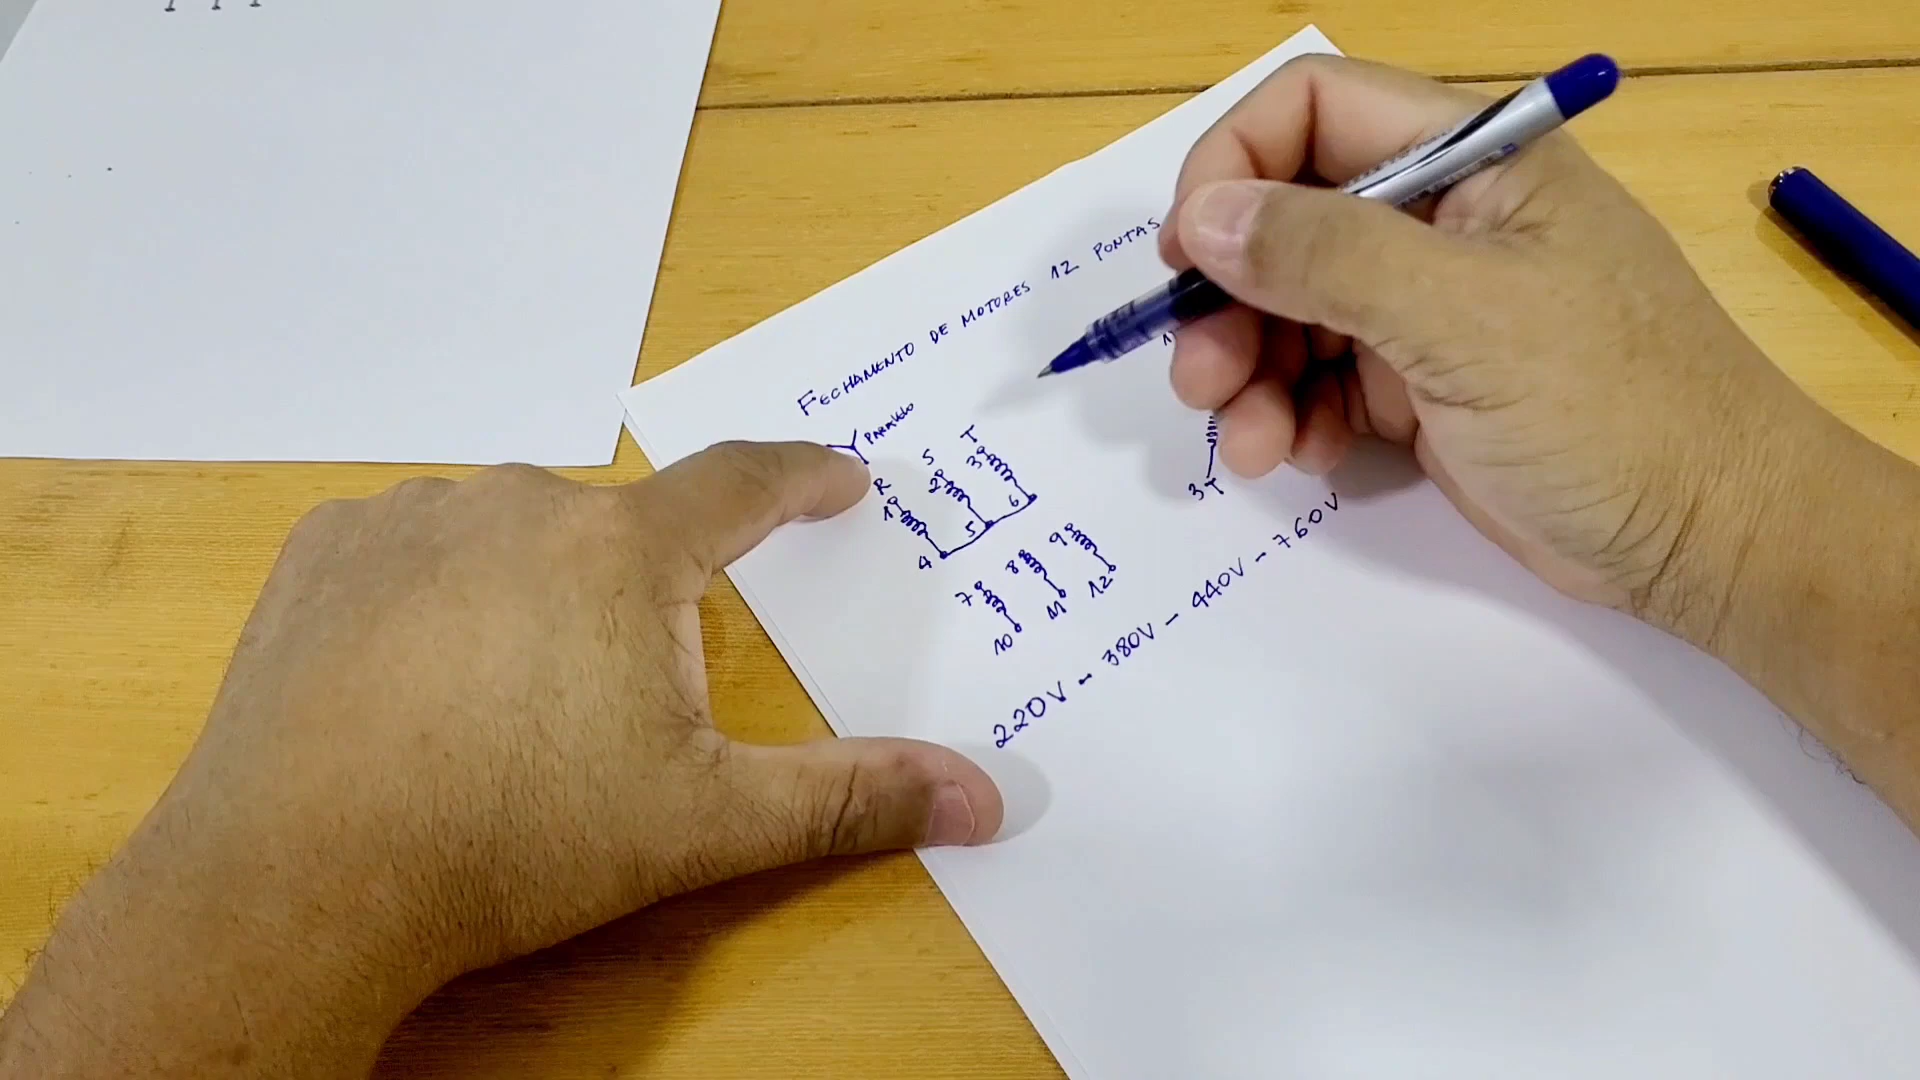 FECHAMENTO DE MOTORES 12 PONTAS
PARALELO
R S T
1 2 3
4 5 6
7 8 9
10 11 12
3 T
220V - 380V - 440V - 760V